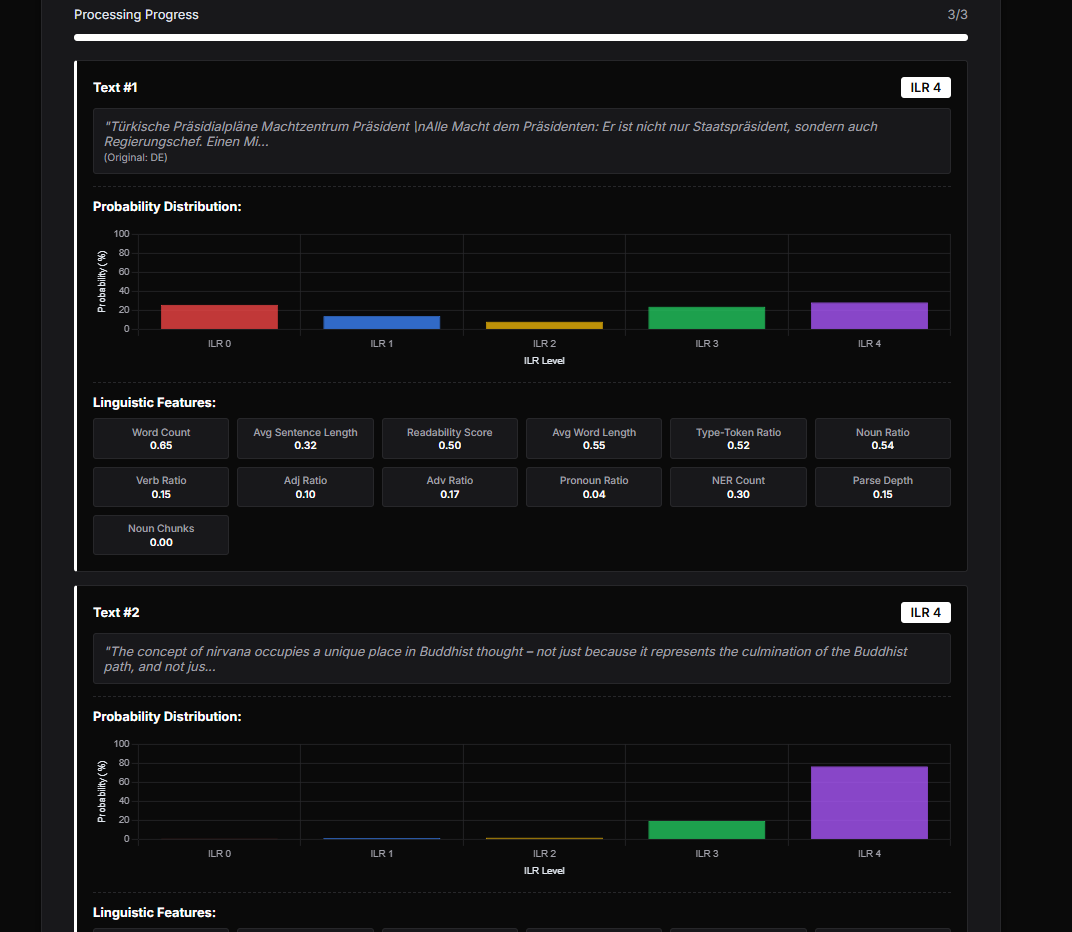 Processing Progress
3/3
Text #1
ILR 4
"Türkische Präsidialpläne Machtzentrum Präsident \nAlle Macht dem Präsidenten: Er ist nicht nur Staatspräsident, sondern auch
Regierungschef. Einen Mi...
(Original: DE)
Probability Distribution:
100
80
60
40
20
0
Probability (%)
ILR 0
ILR 1
ILR 2
ILR 3
ILR 4
ILR Level
Linguistic Features:
Word Count
0.65
Avg Sentence Length
0.32
Readability Score
0.50
Avg Word Length
0.55
Type-Token Ratio
0.52
Noun Ratio
0.54
Verb Ratio
0.15
Adj Ratio
0.10
Adv Ratio
0.17
Pronoun Ratio
0.04
NER Count
0.30
Parse Depth
0.15
Noun Chunks
0.00
Text #2
ILR 4
"The concept of nirvana occupies a unique place in Buddhist thought – not just because it represents the culmination of the Buddhist
path, and not jus...
Probability Distribution:
100
80
60
40
20
0
Probability (%)
ILR 0
ILR 1
ILR 2
ILR 3
ILR 4
ILR Level
Linguistic Features: